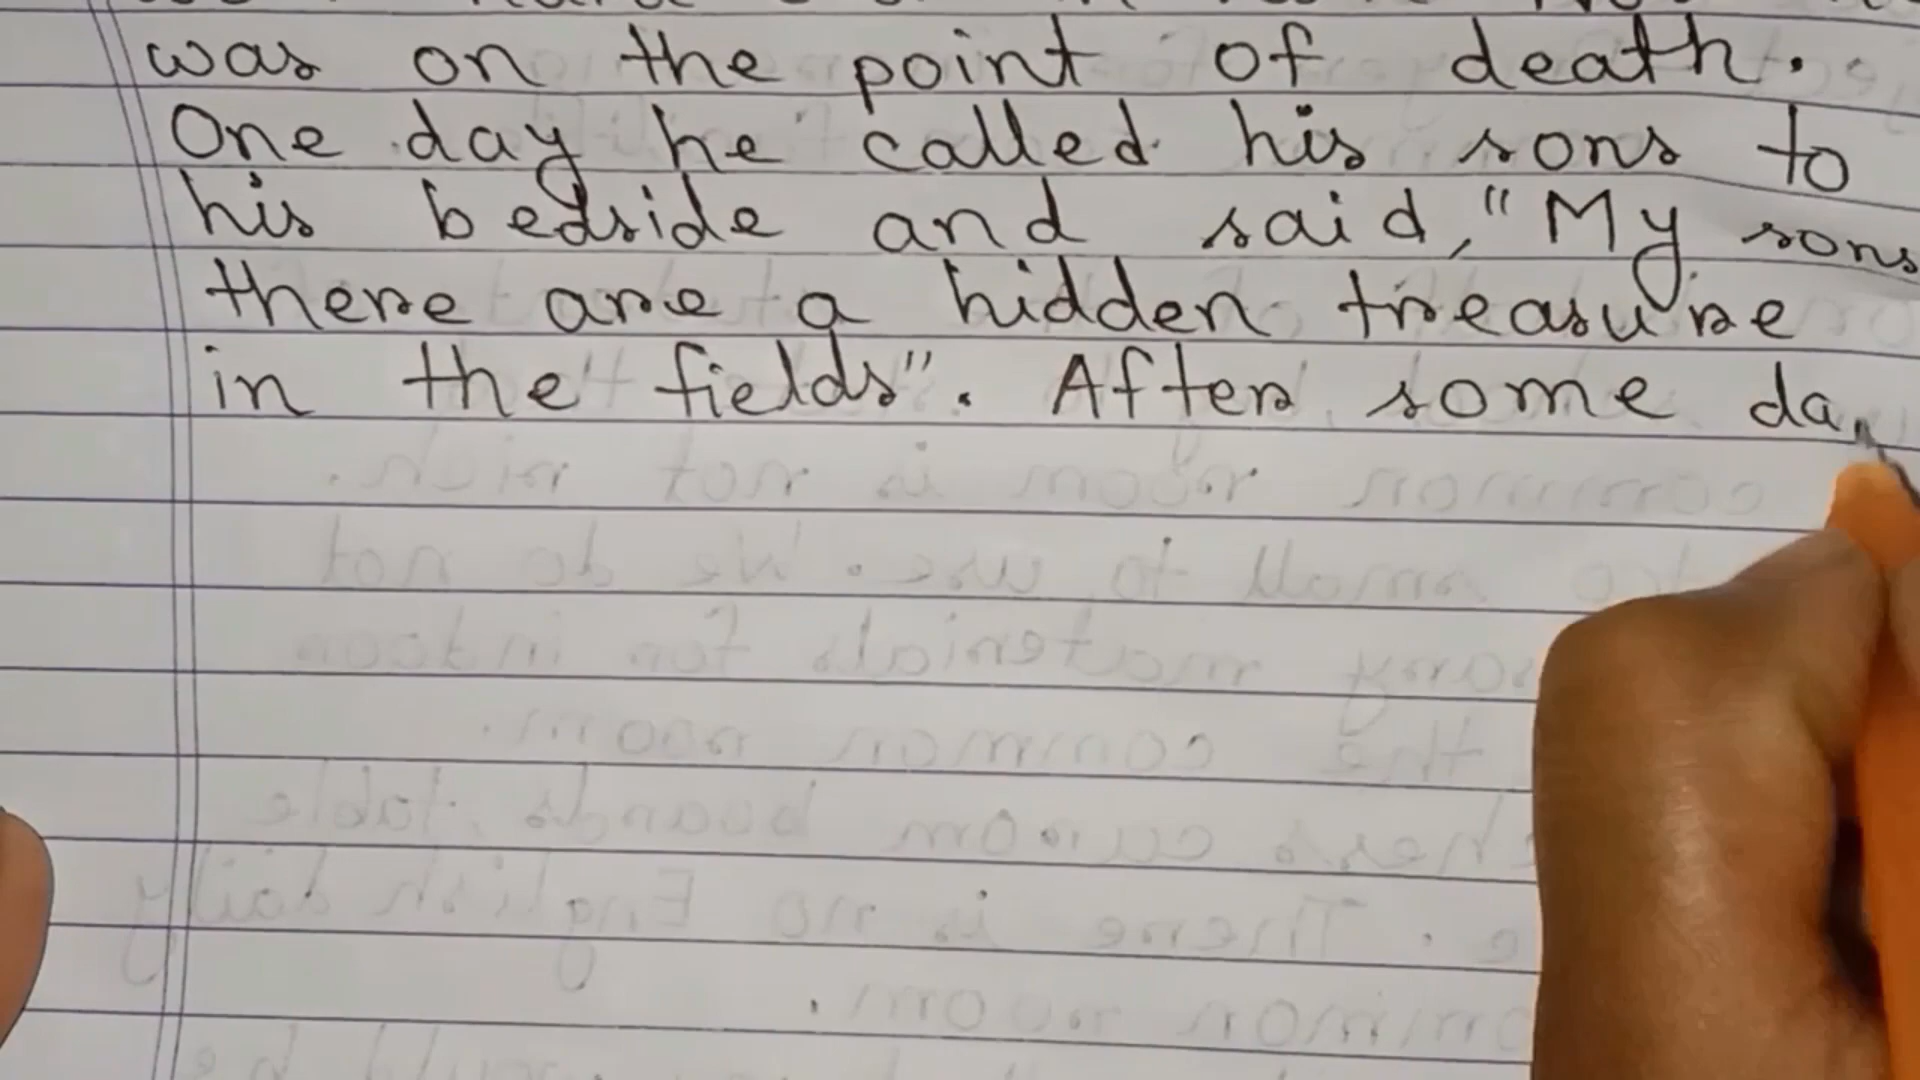 was on the point of death.
One day he called his sons to
his bedside and said, "My sons
there are a hidden treasure
in the fields". After some da